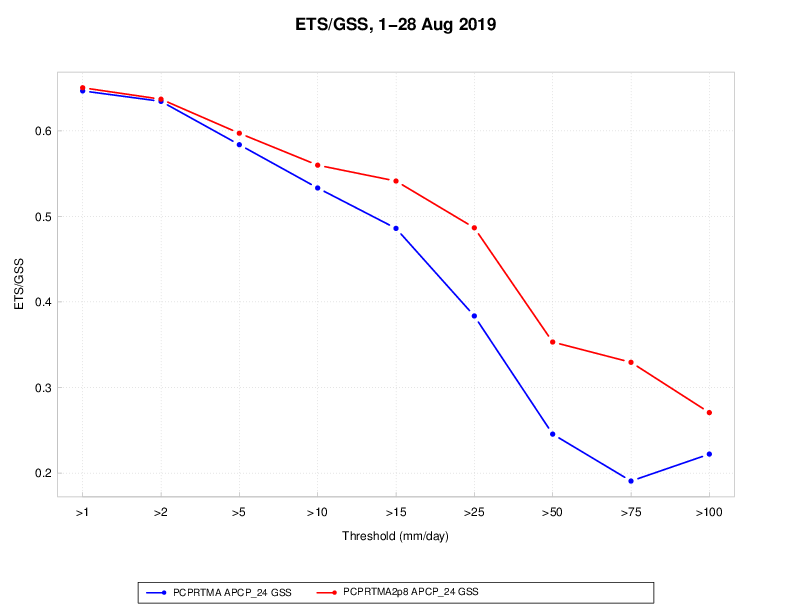 ETS/GSS, 1−28 Aug 2019
ETS/GSS
0.6
0.5
0.4
0.3
0.2
>1 >2 >5 >10 >15 >25 >50 >75 >100
Threshold (mm/day)
PCPRTMA APCP_24 GSS PCPRTMA2p8 APCP_24 GSS